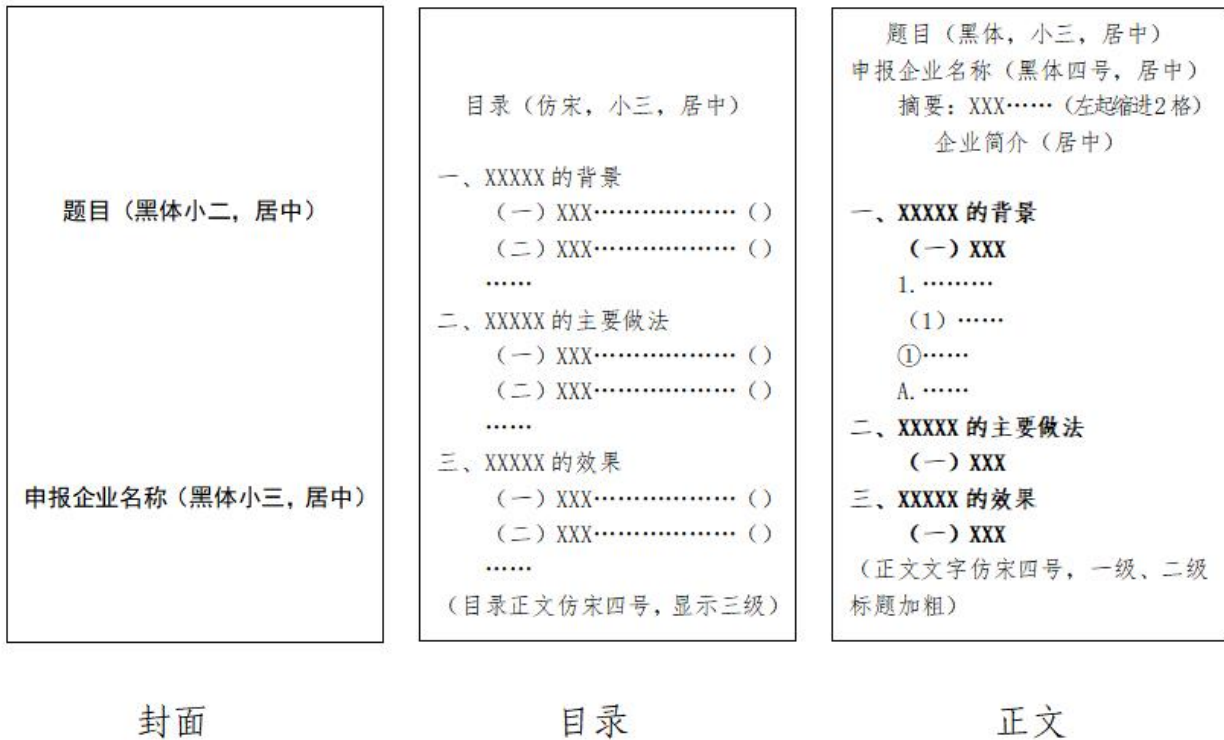 题目（黑体小二，居中）
申报企业名称（黑体小三，居中）
封面
目录（仿宋，小三，居中）
一、XXXXX 的背景
（一）XXX……………… （）
（二）XXX……………… （）
……
二、XXXXX 的主要做法
（一）XXX……………… （）
（二）XXX……………… （）
……
三、XXXXX 的效果
（一）XXX……………… （）
（二）XXX……………… （）
……
（目录正文仿宋四号，显示三级）
目录
题目（黑体，小三，居中）
申报企业名称（黑体四号，居中）
摘要：XXX……（左起缩进2格）
企业简介（居中）
一、XXXXX 的背景
（一）XXX
1. ………
（1）……
①……
A. ……
二、XXXXX 的主要做法
（一）XXX
三、XXXXX 的效果
（一）XXX
（正文文字仿宋四号，一级、二级
标题加粗）
正文